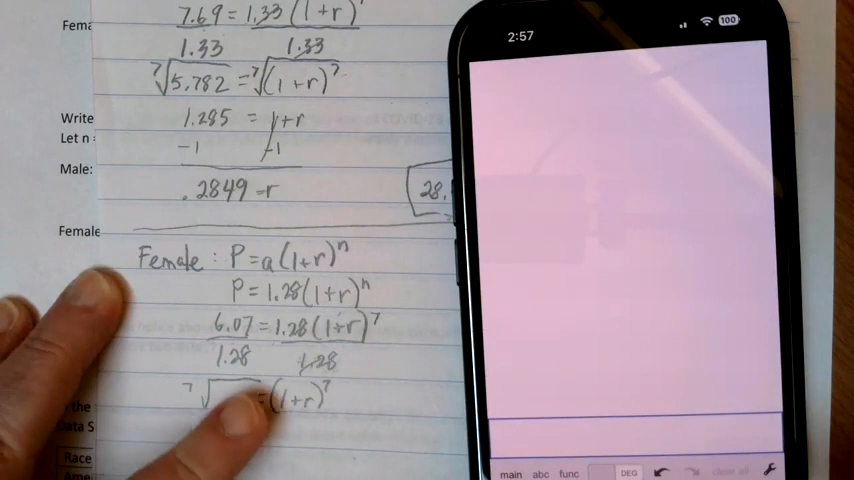 7.69 = 1.33(1+r)⁷
1.33 1.33
⁷√5.782 = ⁷√(1+r)⁷
1.285 = 1+r
-1 -1
.2849 = r
28.
Female: P=a(1+r)ⁿ
P=1.28(1+r)ⁿ
6.07=1.28(1+r)⁷
1.28 1.28
⁷√ =(1+r)⁷
Fema
Write
Let n =
Male:
Female
the
Data S
Race
Ame
2:57
100
main abc func DEG clear all